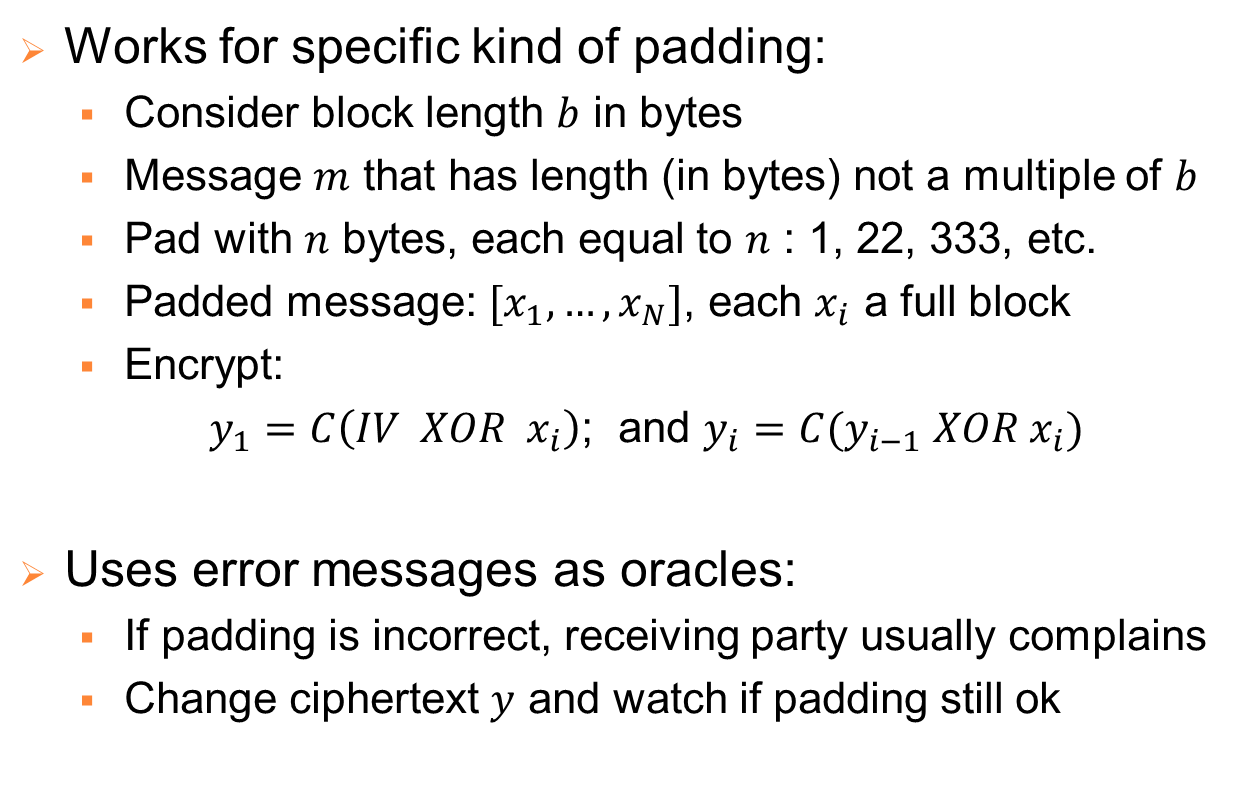 ➢ Works for specific kind of padding:
▪ Consider block length b in bytes
▪ Message m that has length (in bytes) not a multiple of b
▪ Pad with n bytes, each equal to n : 1, 22, 333, etc.
▪ Padded message: [x₁, … , x_N], each xᵢ a full block
▪ Encrypt:
y₁ = C(IV XOR xᵢ); and yᵢ = C(yᵢ₋₁ XOR xᵢ)
➢ Uses error messages as oracles:
▪ If padding is incorrect, receiving party usually complains
▪ Change ciphertext y and watch if padding still ok